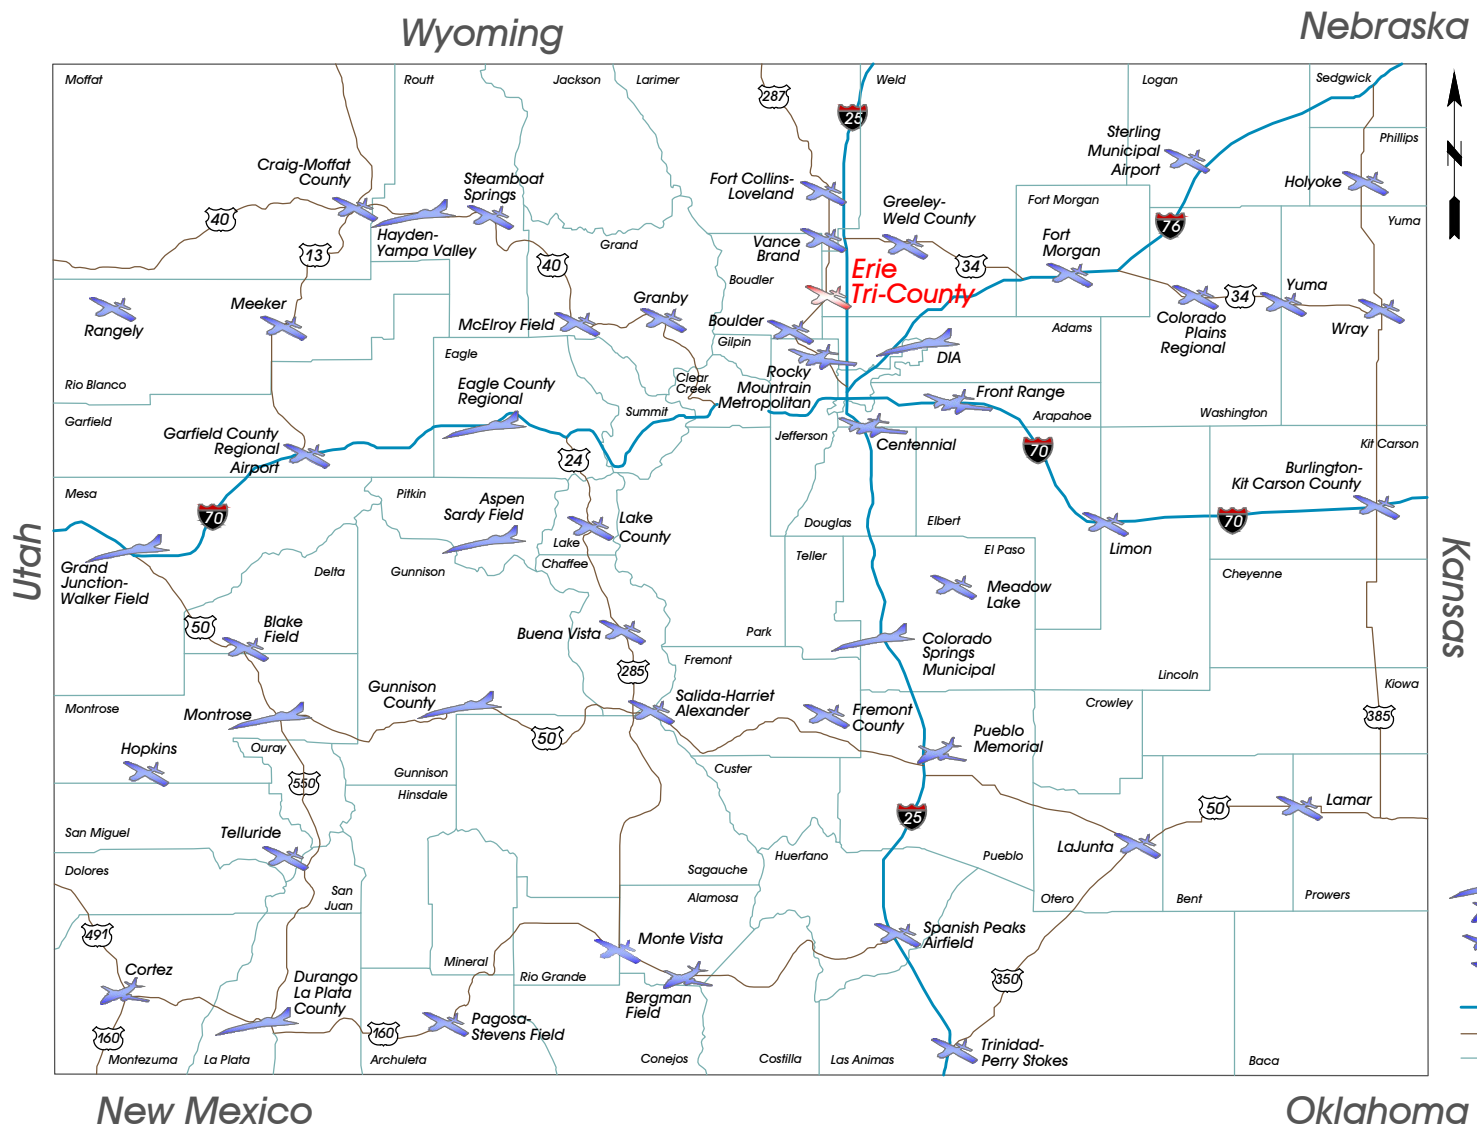 Wyoming
Nebraska
Moffat
Routt
Jackson
Larimer
Weld
Logan
Sedgwick
287
25
Phillips
Sterling
Municipal
Airport
Craig-Moffat
County
Steamboat
Springs
Fort Collins-
Loveland
Holyoke
40
Hayden-
Yampa Valley
Greeley-
Weld County
Fort Morgan
76
Yuma
13
Grand
Vance
Brand
Fort
Morgan
40
34
Boudler
Erie
Tri-County
Rangely
Meeker
McElroy Field
Granby
Boulder
Colorado
Plains
Regional
34
Yuma
Wray
Gilpin
Adams
Eagle
DIA
Rio Blanco
Eagle County
Regional
Clear
Creek
Rocky
Mountain
Metropolitan
Front Range
Garfield
Summit
Arapahoe
Washington
Garfield County
Regional
Airport
Jefferson
Centennial
70
Kit Carson
24
Burlington-
Kit Carson County
Mesa
Pitkin
Aspen
Sardy Field
Lake
County
70
Douglas
Elbert
70
Limon
Utah
Kansas
Lake
Chaffee
Teller
El Paso
Grand
Junction-
Walker Field
Delta
Gunnison
Cheyenne
Meadow
Lake
50
Blake
Field
Buena Vista
Park
Colorado
Springs
Municipal
285
Fremont
Lincoln
Kiowa
Montrose
Montrose
Gunnison
County
Salida-Harriet
Alexander
Fremont
County
Crowley
385
Hopkins
Ouray
50
Pueblo
Memorial
Gunnison
Hinsdale
Custer
550
50
Lamar
San Miguel
Telluride
25
LaJunta
Dolores
Sagauche
Huerfano
Pueblo
San
Juan
Alamosa
Otero
Bent
Prowers
491
Monte Vista
Spanish Peaks
Airfield
Cortez
Durango
La Plata
County
Mineral
Rio Grande
Bergman
Field
350
160
160
Pagosa-
Stevens Field
Trinidad-
Perry Stokes
Montezuma
La Plata
Archuleta
Conejos
Costilla
Las Animas
Baca
New Mexico
Oklahoma
N